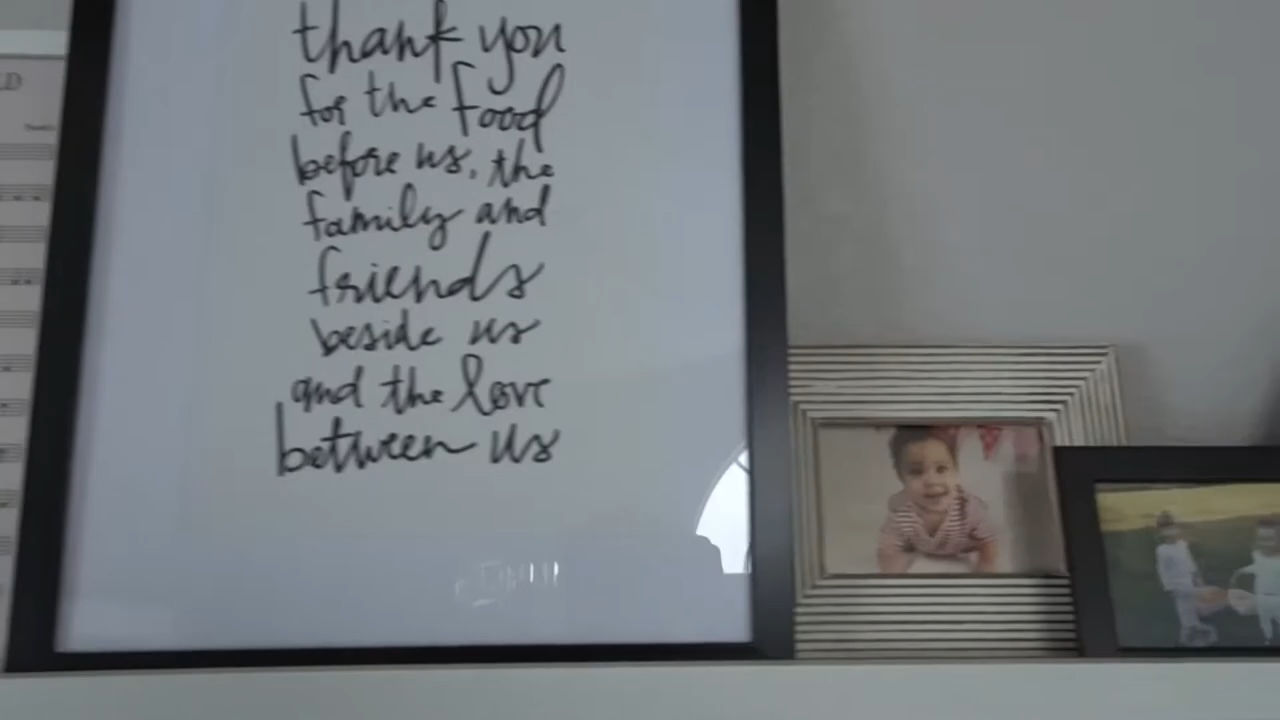 thank you
for the food
before us, the
family and
friends
beside us
and the love
between us